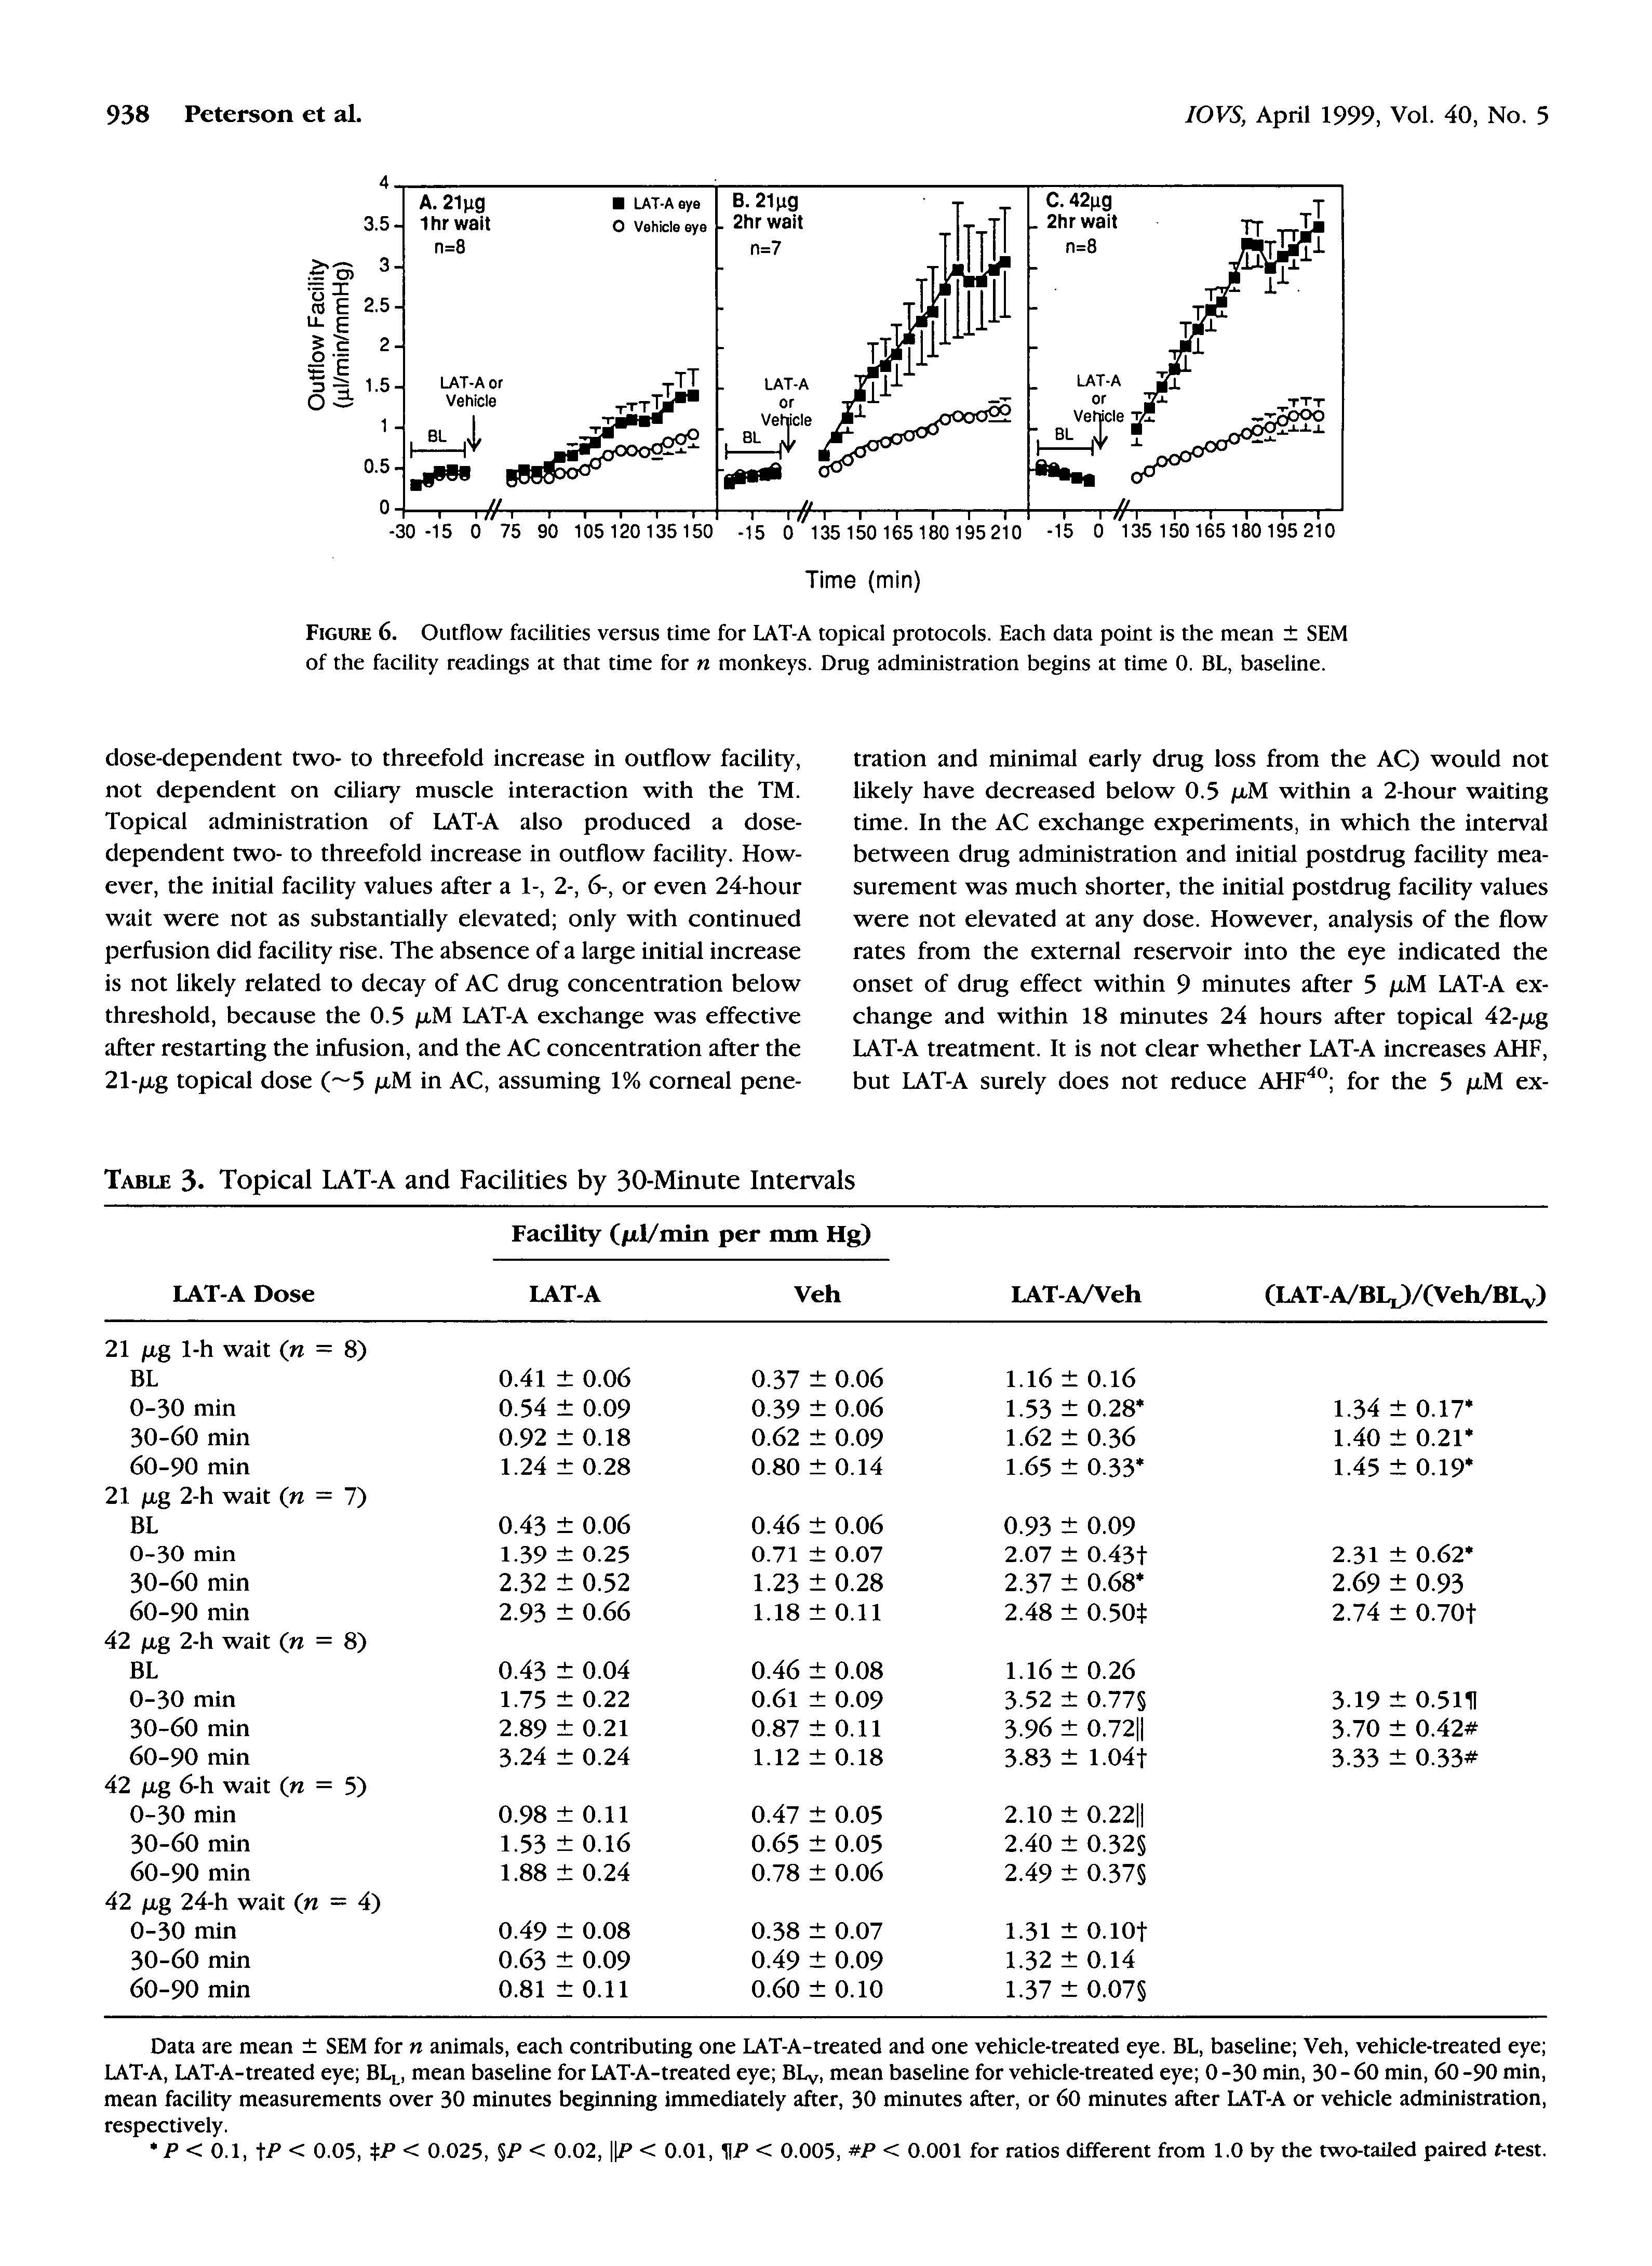 938 Peterson et al.
IOVS, April 1999, Vol. 40, No. 5
Outflow Facility
(µl/min/mmHg)
4
3.5
3
2.5
2
1.5
1
0.5
0
A. 21µg
1hr wait
n=8
■ LAT-A eye
O Vehicle eye
LAT-A or
Vehicle
BL
B. 21µg
2hr wait
n=7
LAT-A
or
Vehicle
BL
C. 42µg
2hr wait
n=8
LAT-A
or
Vehicle
BL
-30 -15 0 75 90 105 120 135 150 -15 0 135 150 165 180 195 210 -15 0 135 150 165 180 195 210
Time (min)
FIGURE 6. Outflow facilities versus time for LAT-A topical protocols. Each data point is the mean ± SEM
of the facility readings at that time for n monkeys. Drug administration begins at time 0. BL, baseline.
dose-dependent two- to threefold increase in outflow facility,
not dependent on ciliary muscle interaction with the TM.
Topical administration of LAT-A also produced a dose-
dependent two- to threefold increase in outflow facility. How-
ever, the initial facility values after a 1-, 2-, 6-, or even 24-hour
wait were not as substantially elevated; only with continued
perfusion did facility rise. The absence of a large initial increase
is not likely related to decay of AC drug concentration below
threshold, because the 0.5 µM LAT-A exchange was effective
after restarting the infusion, and the AC concentration after the
21-µg topical dose (~5 µM in AC, assuming 1% corneal pene-
tration and minimal early drug loss from the AC) would not
likely have decreased below 0.5 µM within a 2-hour waiting
time. In the AC exchange experiments, in which the interval
between drug administration and initial postdrug facility mea-
surement was much shorter, the initial postdrug facility values
were not elevated at any dose. However, analysis of the flow
rates from the external reservoir into the eye indicated the
onset of drug effect within 9 minutes after 5 µM LAT-A ex-
change and within 18 minutes 24 hours after topical 42-µg
LAT-A treatment. It is not clear whether LAT-A increases AHF,
but LAT-A surely does not reduce AHF⁴⁰; for the 5 µM ex-
TABLE 3. Topical LAT-A and Facilities by 30-Minute Intervals
Facility (µl/min per mm Hg)
LAT-A Dose LAT-A Veh LAT-A/Veh (LAT-A/BL_L)/(Veh/BL_V)
21 µg 1-h wait (n = 8)
BL 0.41 ± 0.06 0.37 ± 0.06 1.16 ± 0.16
0-30 min 0.54 ± 0.09 0.39 ± 0.06 1.53 ± 0.28* 1.34 ± 0.17*
30-60 min 0.92 ± 0.18 0.62 ± 0.09 1.62 ± 0.36 1.40 ± 0.21*
60-90 min 1.24 ± 0.28 0.80 ± 0.14 1.65 ± 0.33* 1.45 ± 0.19*
21 µg 2-h wait (n = 7)
BL 0.43 ± 0.06 0.46 ± 0.06 0.93 ± 0.09
0-30 min 1.39 ± 0.25 0.71 ± 0.07 2.07 ± 0.43† 2.31 ± 0.62*
30-60 min 2.32 ± 0.52 1.23 ± 0.28 2.37 ± 0.68* 2.69 ± 0.93
60-90 min 2.93 ± 0.66 1.18 ± 0.11 2.48 ± 0.50‡ 2.74 ± 0.70†
42 µg 2-h wait (n = 8)
BL 0.43 ± 0.04 0.46 ± 0.08 1.16 ± 0.26
0-30 min 1.75 ± 0.22 0.61 ± 0.09 3.52 ± 0.77§ 3.19 ± 0.51¶
30-60 min 2.89 ± 0.21 0.87 ± 0.11 3.96 ± 0.72‖ 3.70 ± 0.42#
60-90 min 3.24 ± 0.24 1.12 ± 0.18 3.83 ± 1.04† 3.33 ± 0.33#
42 µg 6-h wait (n = 5)
0-30 min 0.98 ± 0.11 0.47 ± 0.05 2.10 ± 0.22‖
30-60 min 1.53 ± 0.16 0.65 ± 0.05 2.40 ± 0.32§
60-90 min 1.88 ± 0.24 0.78 ± 0.06 2.49 ± 0.37§
42 µg 24-h wait (n = 4)
0-30 min 0.49 ± 0.08 0.38 ± 0.07 1.31 ± 0.10†
30-60 min 0.63 ± 0.09 0.49 ± 0.09 1.32 ± 0.14
60-90 min 0.81 ± 0.11 0.60 ± 0.10 1.37 ± 0.07§
Data are mean ± SEM for n animals, each contributing one LAT-A-treated and one vehicle-treated eye. BL, baseline; Veh, vehicle-treated eye;
LAT-A, LAT-A-treated eye; BL_L, mean baseline for LAT-A-treated eye; BL_V, mean baseline for vehicle-treated eye; 0-30 min, 30-60 min, 60-90 min,
mean facility measurements over 30 minutes beginning immediately after, 30 minutes after, or 60 minutes after LAT-A or vehicle administration,
respectively.
* P < 0.1, †P < 0.05, ‡P < 0.025, §P < 0.02, ‖P < 0.01, ¶P < 0.005, #P < 0.001 for ratios different from 1.0 by the two-tailed paired t-test.